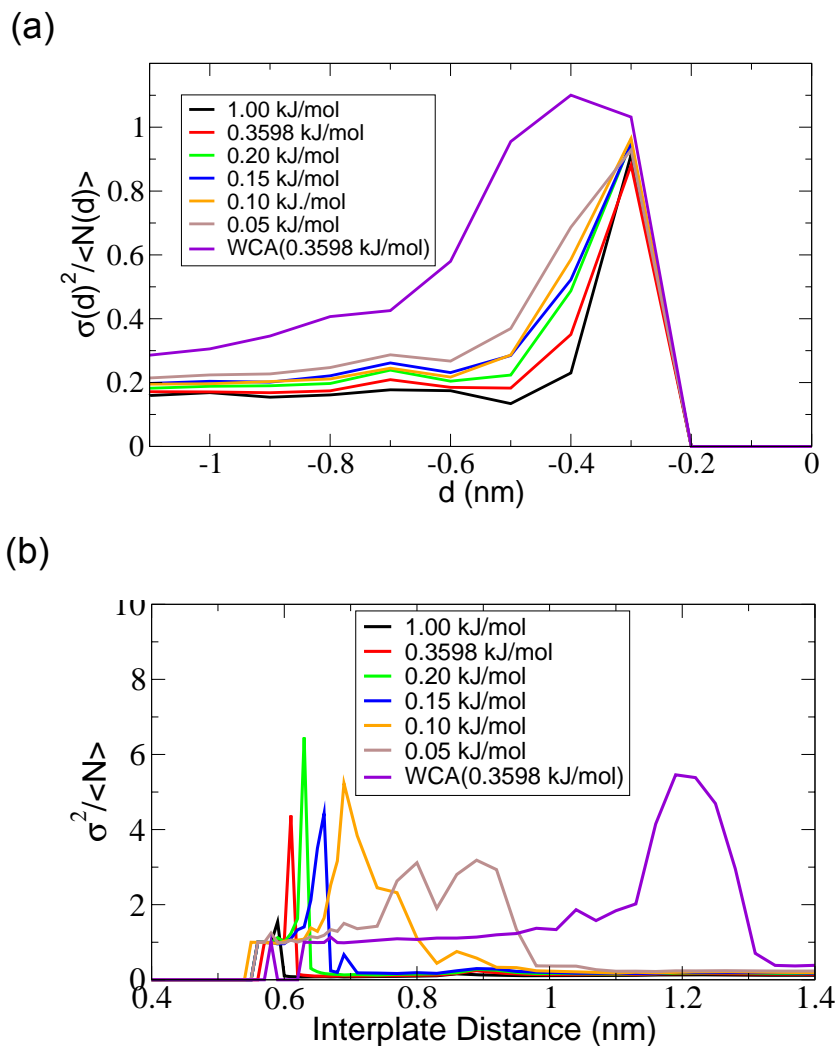 (a)
1.00 kJ/mol
0.3598 kJ/mol
0.20 kJ/mol
0.15 kJ/mol
0.10 kJ./mol
0.05 kJ/mol
WCA(0.3598 kJ/mol)
1
0.8
0.6
0.4
0.2
0
σ(d)²/<N(d)>
-1 -0.8 -0.6 -0.4 -0.2 0
d (nm)
(b)
1.00 kJ/mol
0.3598 kJ/mol
0.20 kJ/mol
0.15 kJ/mol
0.10 kJ/mol
0.05 kJ/mol
WCA(0.3598 kJ/mol)
10
8
6
4
2
0
σ²/<N>
0.4 0.6 0.8 1 1.2 1.4
Interplate Distance (nm)